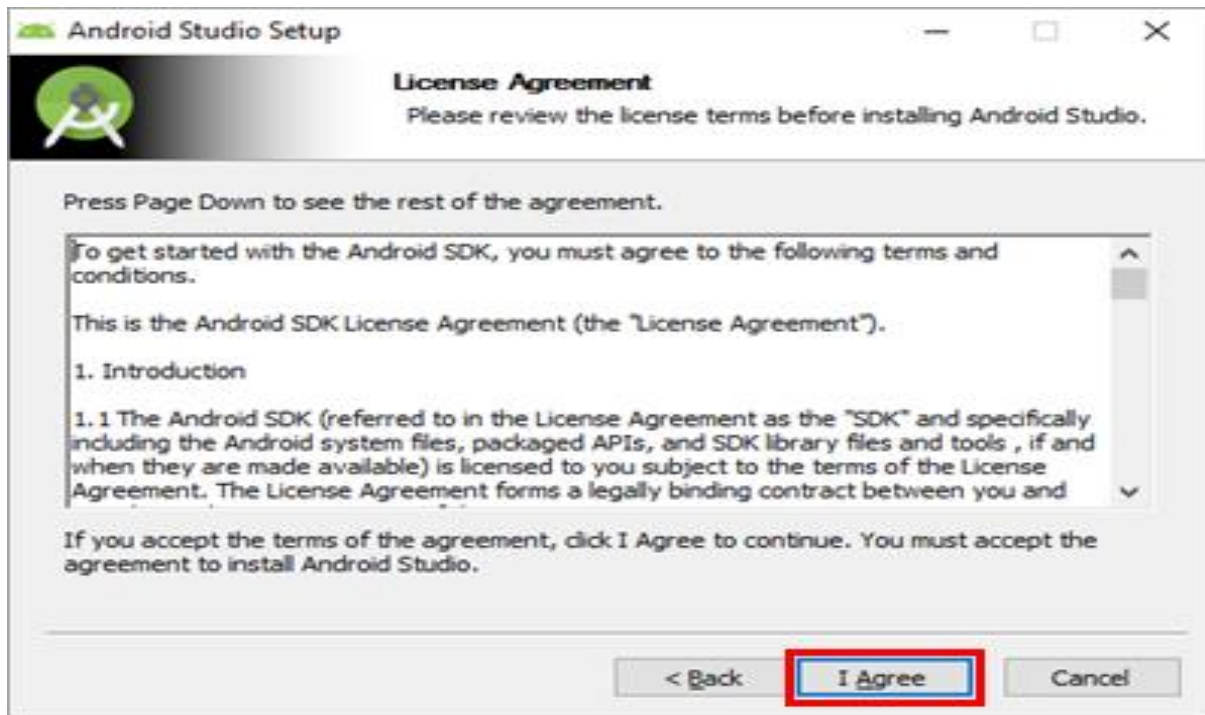 Android Studio Setup
License Agreement
Please review the license terms before installing Android Studio.
Press Page Down to see the rest of the agreement.
To get started with the Android SDK, you must agree to the following terms and
conditions.
This is the Android SDK License Agreement (the "License Agreement").
1. Introduction
1.1 The Android SDK (referred to in the License Agreement as the "SDK" and specifically
including the Android system files, packaged APIs, and SDK library files and tools , if and
when they are made available) is licensed to you subject to the terms of the License
Agreement. The License Agreement forms a legally binding contract between you and
If you accept the terms of the agreement, click I Agree to continue. You must accept the
agreement to install Android Studio.
< Back
I Agree
Cancel